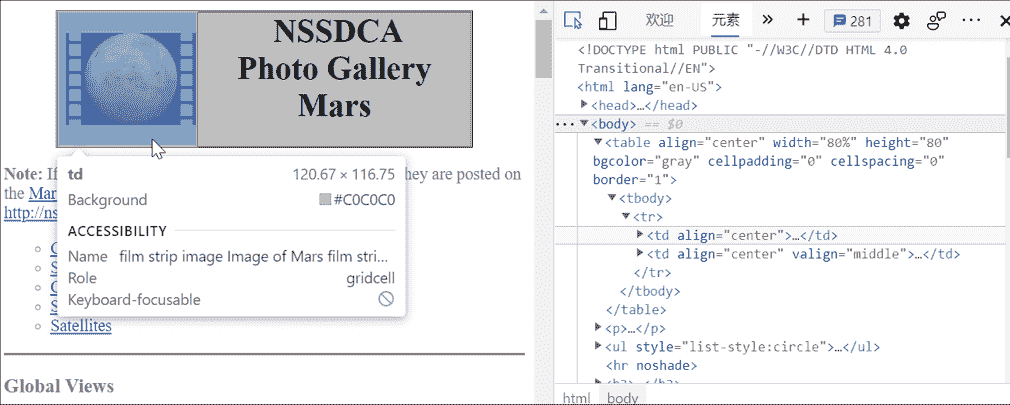 NSSDCA
Photo Gallery
Mars
Note: If
hey are posted on
the Mar
http://ns
td 120.67 × 116.75
Background #C0C0C0
ACCESSIBILITY
Name film strip image Image of Mars film stri...
Role gridcell
Keyboard-focusable
Satellites
Global Views
欢迎 元素 » + 281 ···
<!DOCTYPE html PUBLIC "-//W3C//DTD HTML 4.0
Transitional//EN">
<html lang="en-US">
<head>…</head>
··· <body> == $0
<table align="center" width="80%" height="80"
bgcolor="gray" cellpadding="0" cellspacing="0"
border="1">
<tbody>
<tr>
<td align="center">…</td>
<td align="center" valign="middle">…</td>
</tr>
</tbody>
</table>
<p>…</p>
<ul style="list-style:circle">…</ul>
<hr noshade>
html body